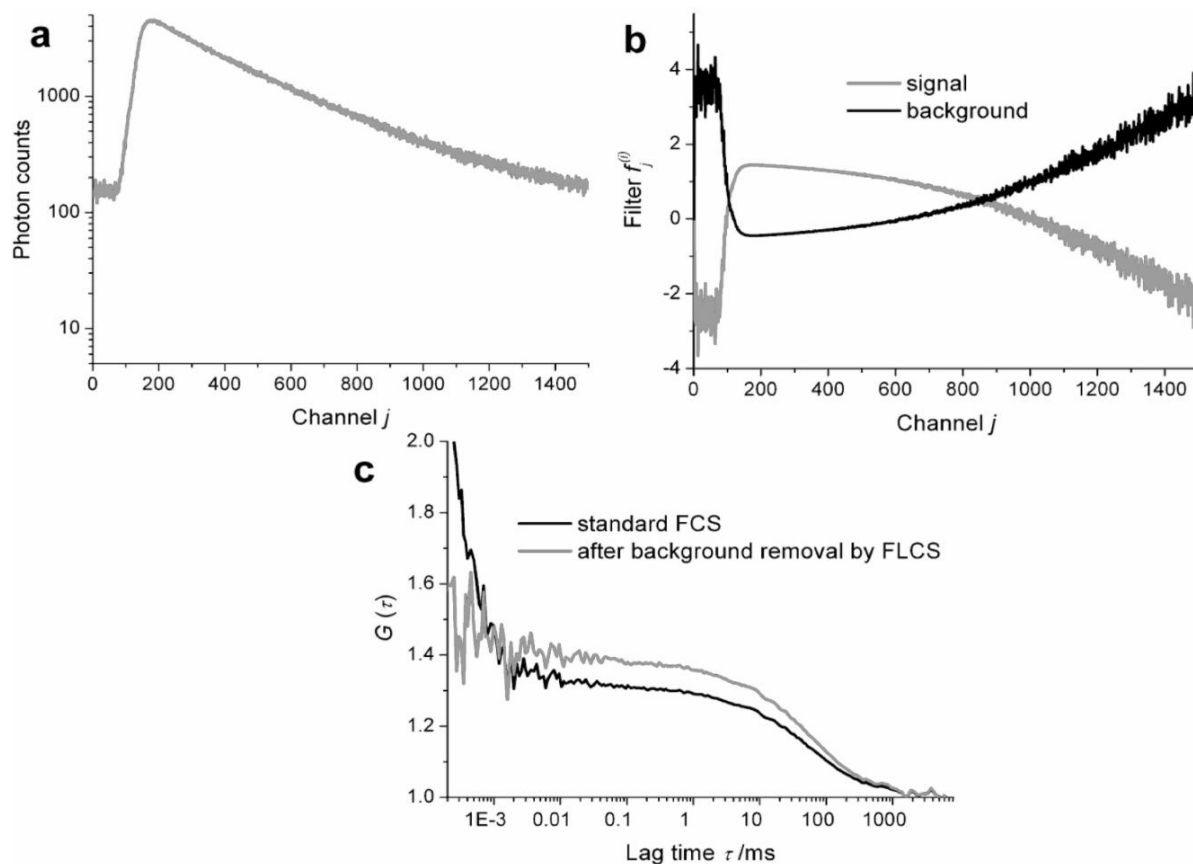 a
Photon counts
1000
100
10
0 200 400 600 800 1000 1200 1400
Channel j
b
signal
background
Filter f_j^(i)
4
2
0
-2
-4
0 200 400 600 800 1000 1200 1400
Channel j
c
standard FCS
after background removal by FLCS
G (τ)
2.0
1.8
1.6
1.4
1.2
1.0
1E-3 0.01 0.1 1 10 100 1000
Lag time τ /ms